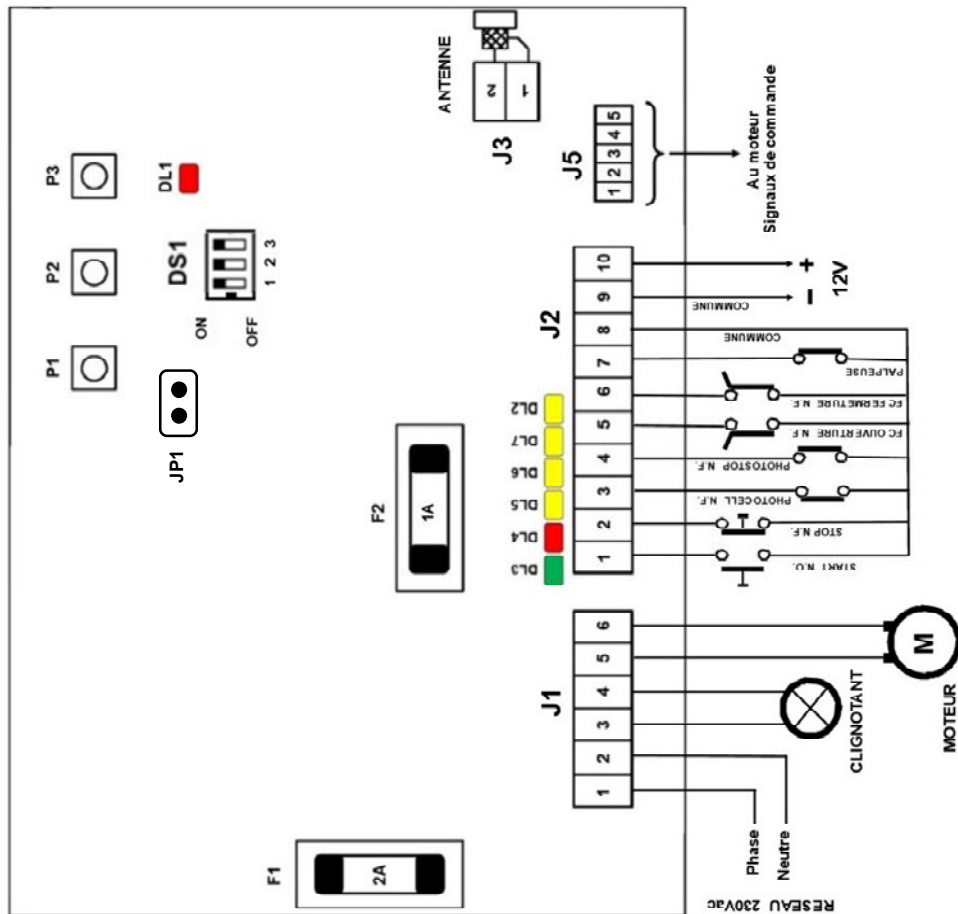 ANTENNE
2
1
J3
P3
DL1
5
4
3
2
1
J5
Au moteur
Signaux de commande
P2
DS1
1 2 3
ON
OFF
P1
JP1
10
9
8
7
6
5
4
3
2
1
J2
+
-
12V
COMMUNE
COMMUNE
PALPEUSE
FC FERMETURE N.F.
FC OUVERTURE N.F.
PHOTOSTOP N.F.
PHOTOCELL N.F.
STOP N.F.
START N.O.
DL2
DL7
DL6
DL5
DL4
DL3
F2
1A
6
5
4
3
2
1
J1
M
MOTEUR
CLIGNOTANT
Phase
Neutre
RESEAU 230Vac
F1
2A